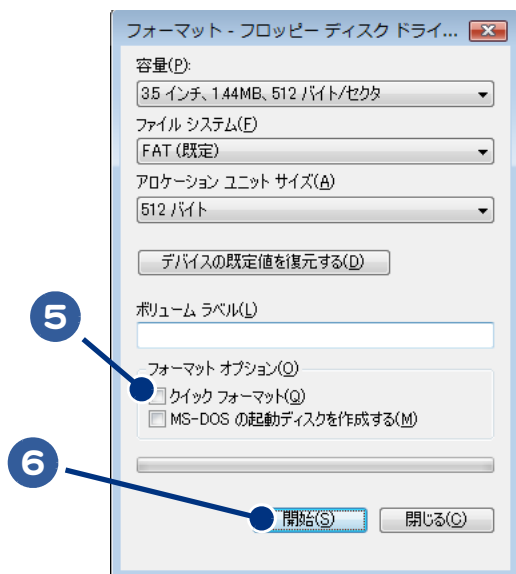 フォーマット - フロッピー ディスク ドライ...
容量(P):
3.5 インチ、1.44MB、512 バイト/セクタ
ファイル システム(F)
FAT (既定)
アロケーション ユニット サイズ(A)
512 バイト
デバイスの既定値を復元する(D)
ボリューム ラベル(L)
5
フォーマット オプション(O)
クイック フォーマット(Q)
MS-DOS の起動ディスクを作成する(M)
6
開始(S) 閉じる(C)